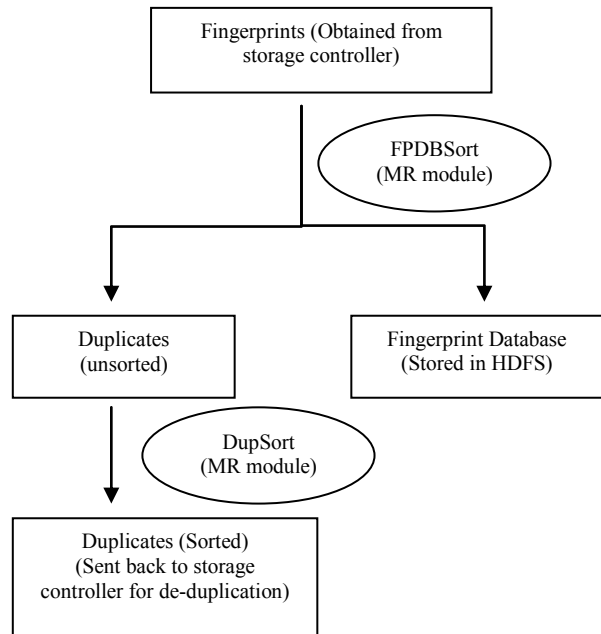 Fingerprints (Obtained from
storage controller)
FPDBSort
(MR module)
Duplicates
(unsorted)
Fingerprint Database
(Stored in HDFS)
DupSort
(MR module)
Duplicates (Sorted)
(Sent back to storage
controller for de-duplication)